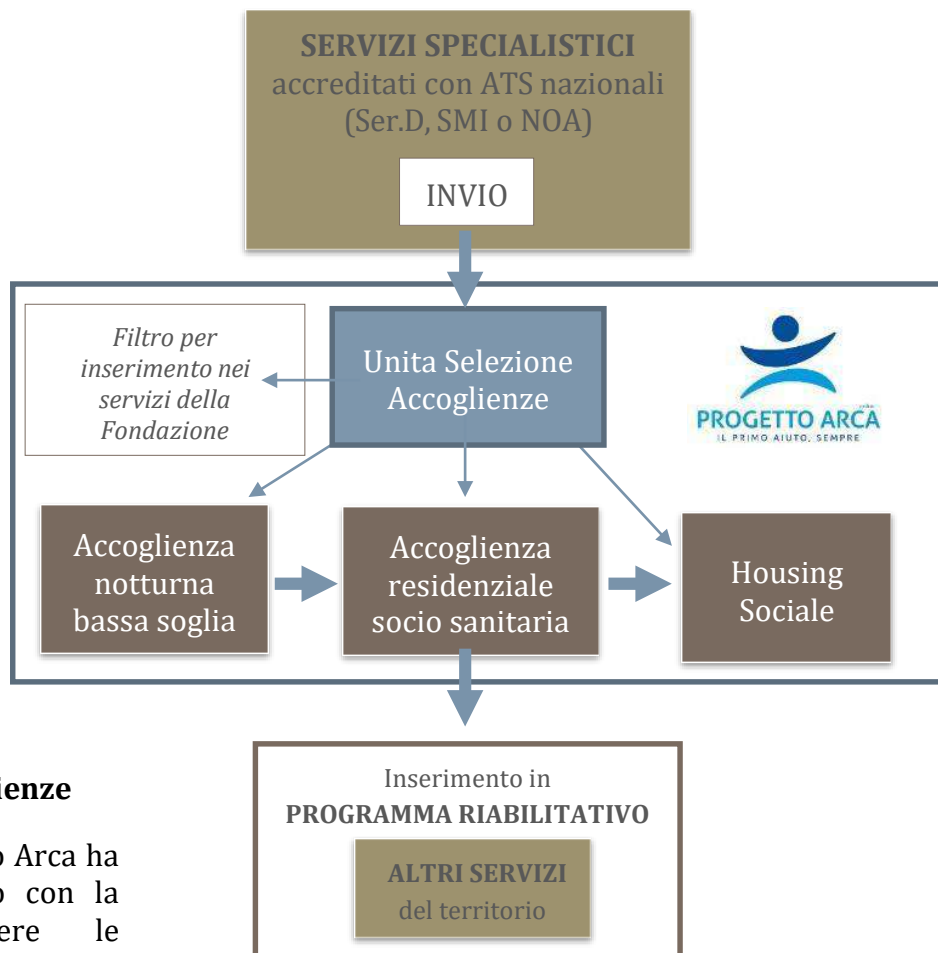 SERVIZI SPECIALISTICI
accreditati con ATS nazionali
(Ser.D, SMI o NOA)
INVIO
Filtro per
inserimento nei
servizi della
Fondazione
Unita Selezione
Accoglienze
PROGETTO ARCA
IL PRIMO AIUTO, SEMPRE
Accoglienza
notturna
bassa soglia
Accoglienza
residenziale
socio sanitaria
Housing
Sociale
Inserimento in
PROGRAMMA RIABILITATIVO
ALTRI SERVIZI
del territorio
ienze
o Arca ha
o con la
ere le